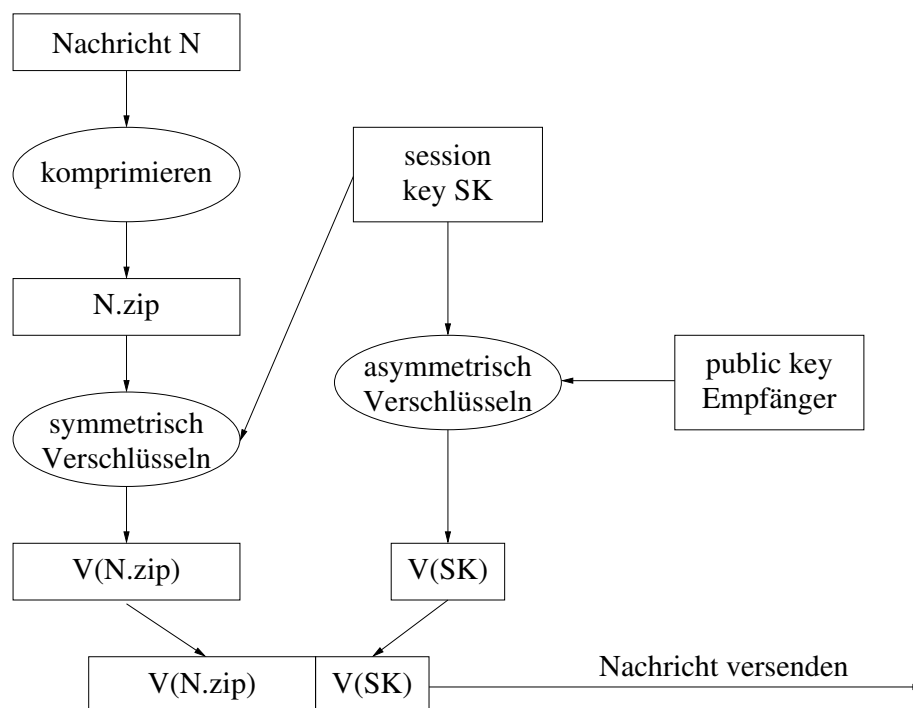 Nachricht N
komprimieren
session
key SK
N.zip
asymmetrisch
Verschlüsseln
public key
Empfänger
symmetrisch
Verschlüsseln
V(N.zip)
V(SK)
V(N.zip)
V(SK)
Nachricht versenden